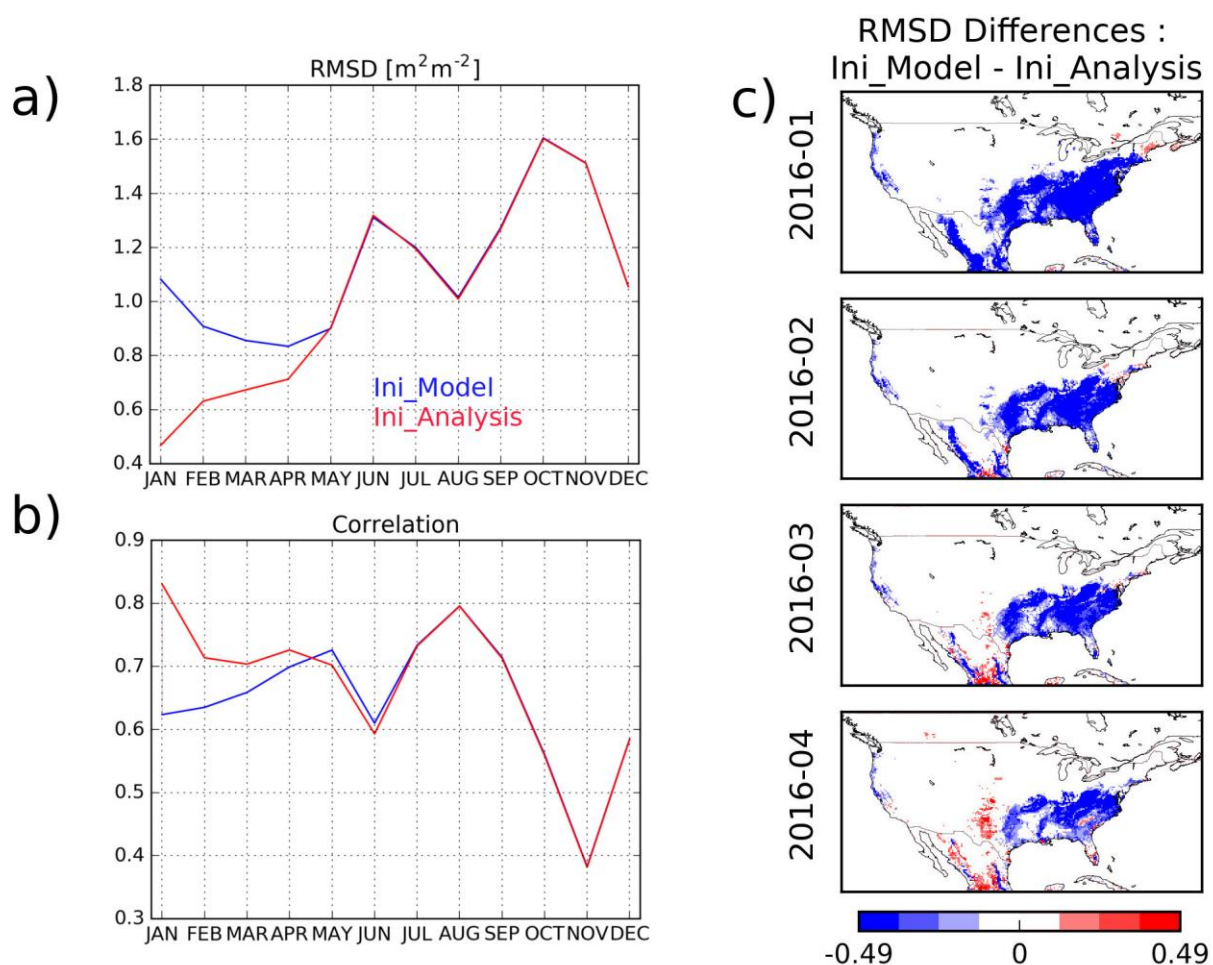 a)
RMSD [m²m⁻²]
1.8
1.6
1.4
1.2
1.0
0.8
0.6
0.4
Ini_Model
Ini_Analysis
JAN FEB MAR APR MAY JUN JUL AUG SEP OCT NOV DEC
b)
Correlation
0.9
0.8
0.7
0.6
0.5
0.4
0.3
JAN FEB MAR APR MAY JUN JUL AUG SEP OCT NOV DEC
c)
RMSD Differences :
Ini_Model - Ini_Analysis
2016-01
2016-02
2016-03
2016-04
-0.49 0 0.49